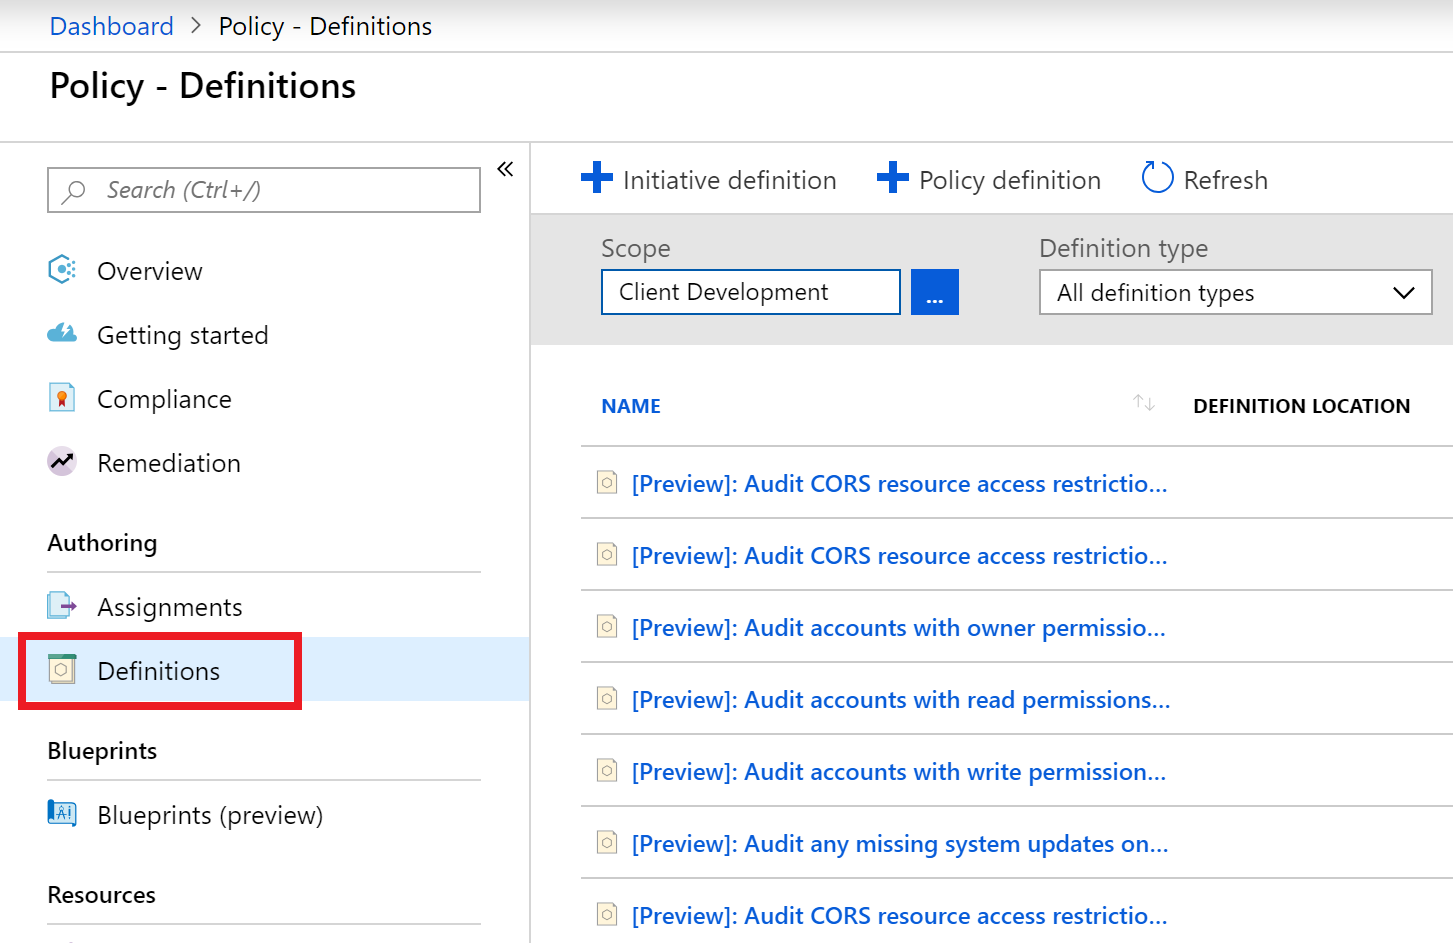 Dashboard > Policy - Definitions
Policy - Definitions
Search (Ctrl+/)
«
Overview
Getting started
Compliance
Remediation
Authoring
Assignments
Definitions
Blueprints
Blueprints (preview)
Resources
Initiative definition
Policy definition
Refresh
Scope
Client Development
...
Definition type
All definition types
NAME
DEFINITION LOCATION
[Preview]: Audit CORS resource access restrictio...
[Preview]: Audit CORS resource access restrictio...
[Preview]: Audit accounts with owner permissio...
[Preview]: Audit accounts with read permissions...
[Preview]: Audit accounts with write permission...
[Preview]: Audit any missing system updates on...
[Preview]: Audit CORS resource access restrictio...